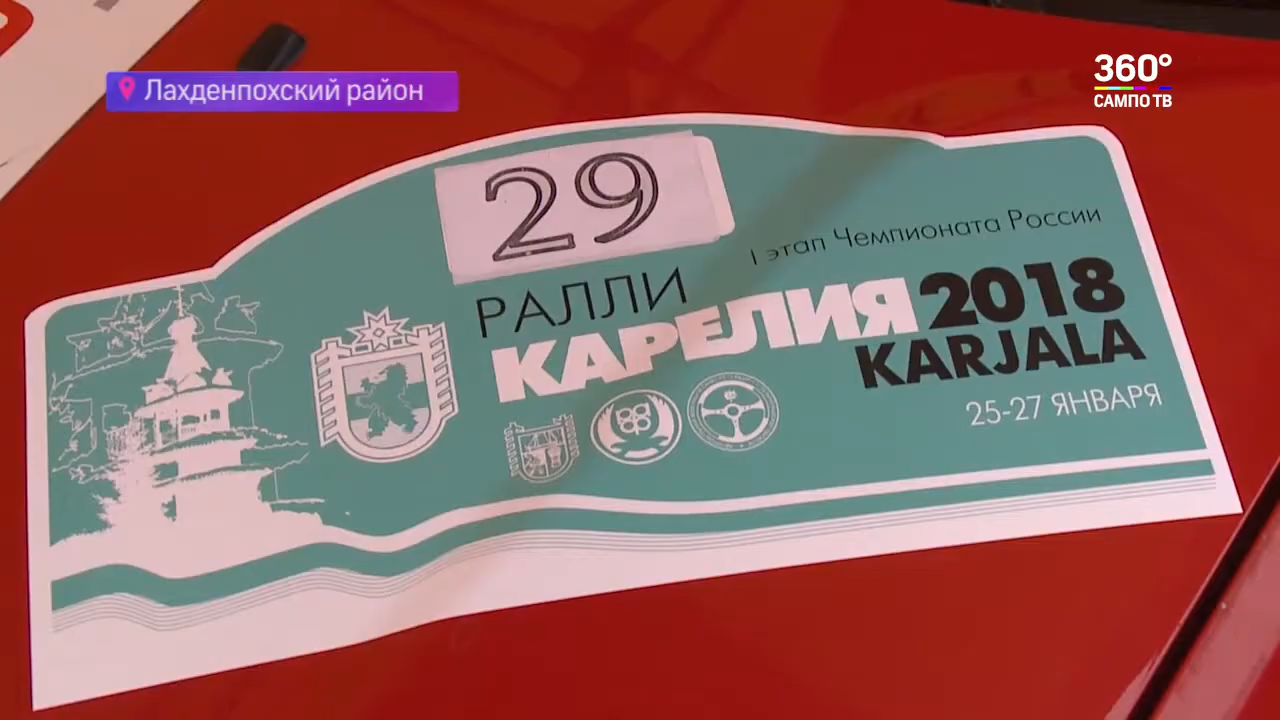 Лахденпохский район
360°
САМПО ТВ
29
I этап Чемпионата России
РАЛЛИ
КАРЕЛИЯ 2018
KARJALA
25-27 ЯНВАРЯ